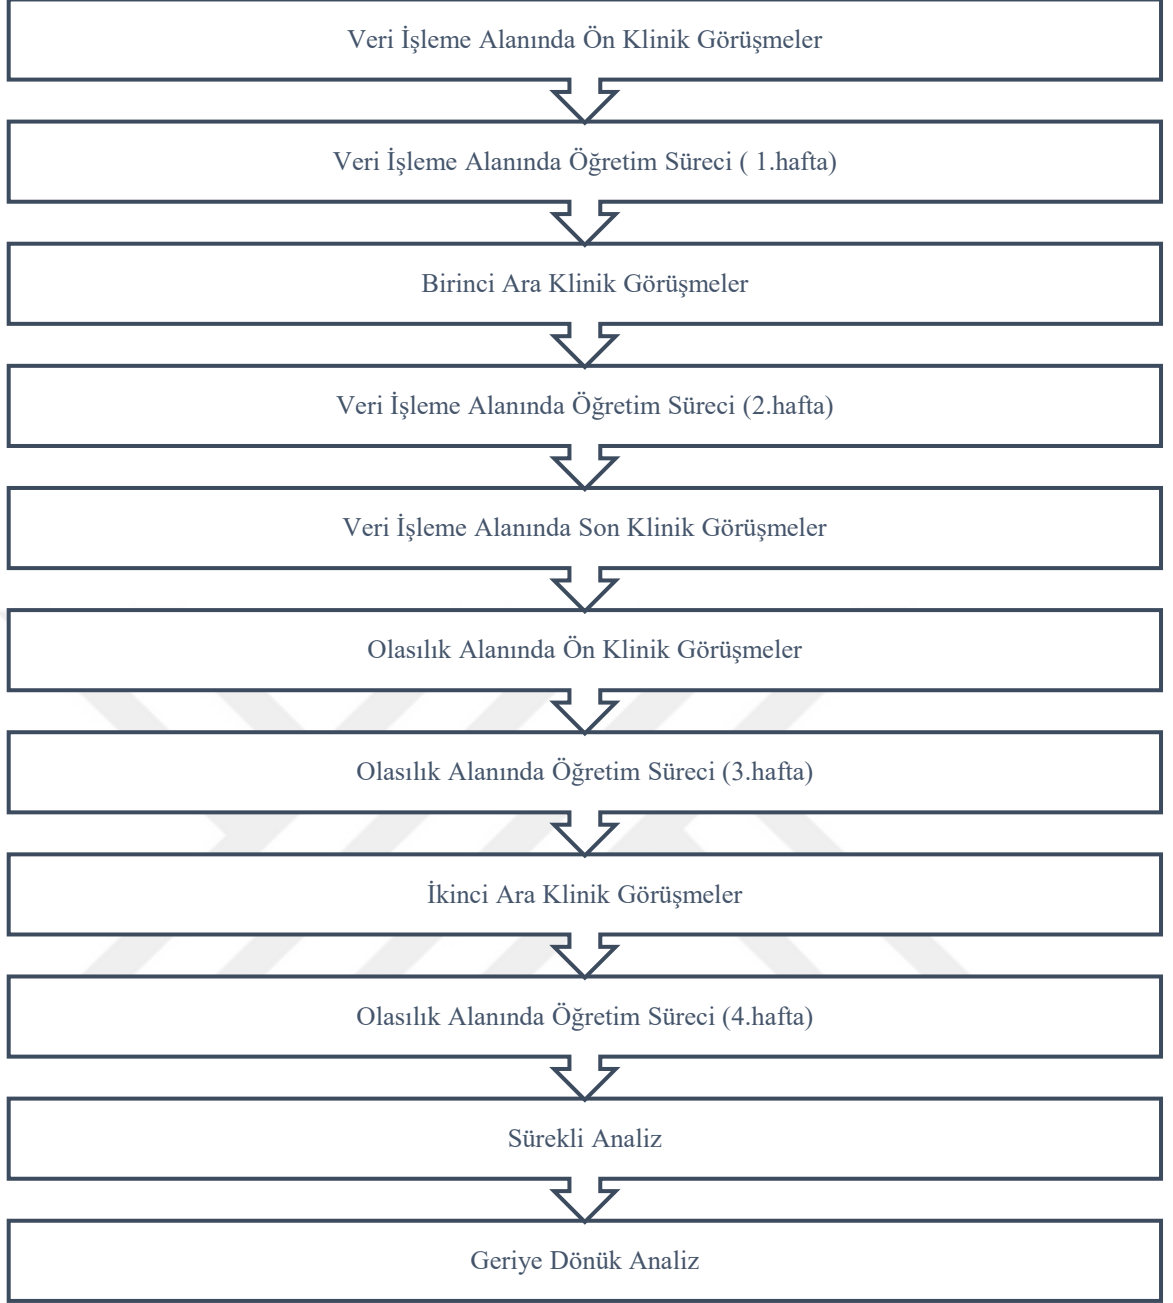 Veri İşleme Alanında Ön Klinik Görüşmeler
Veri İşleme Alanında Öğretim Süreci ( 1.hafta)
Birinci Ara Klinik Görüşmeler
Veri İşleme Alanında Öğretim Süreci (2.hafta)
Veri İşleme Alanında Son Klinik Görüşmeler
Olasılık Alanında Ön Klinik Görüşmeler
Olasılık Alanında Öğretim Süreci (3.hafta)
İkinci Ara Klinik Görüşmeler
Olasılık Alanında Öğretim Süreci (4.hafta)
Sürekli Analiz
Geriye Dönük Analiz